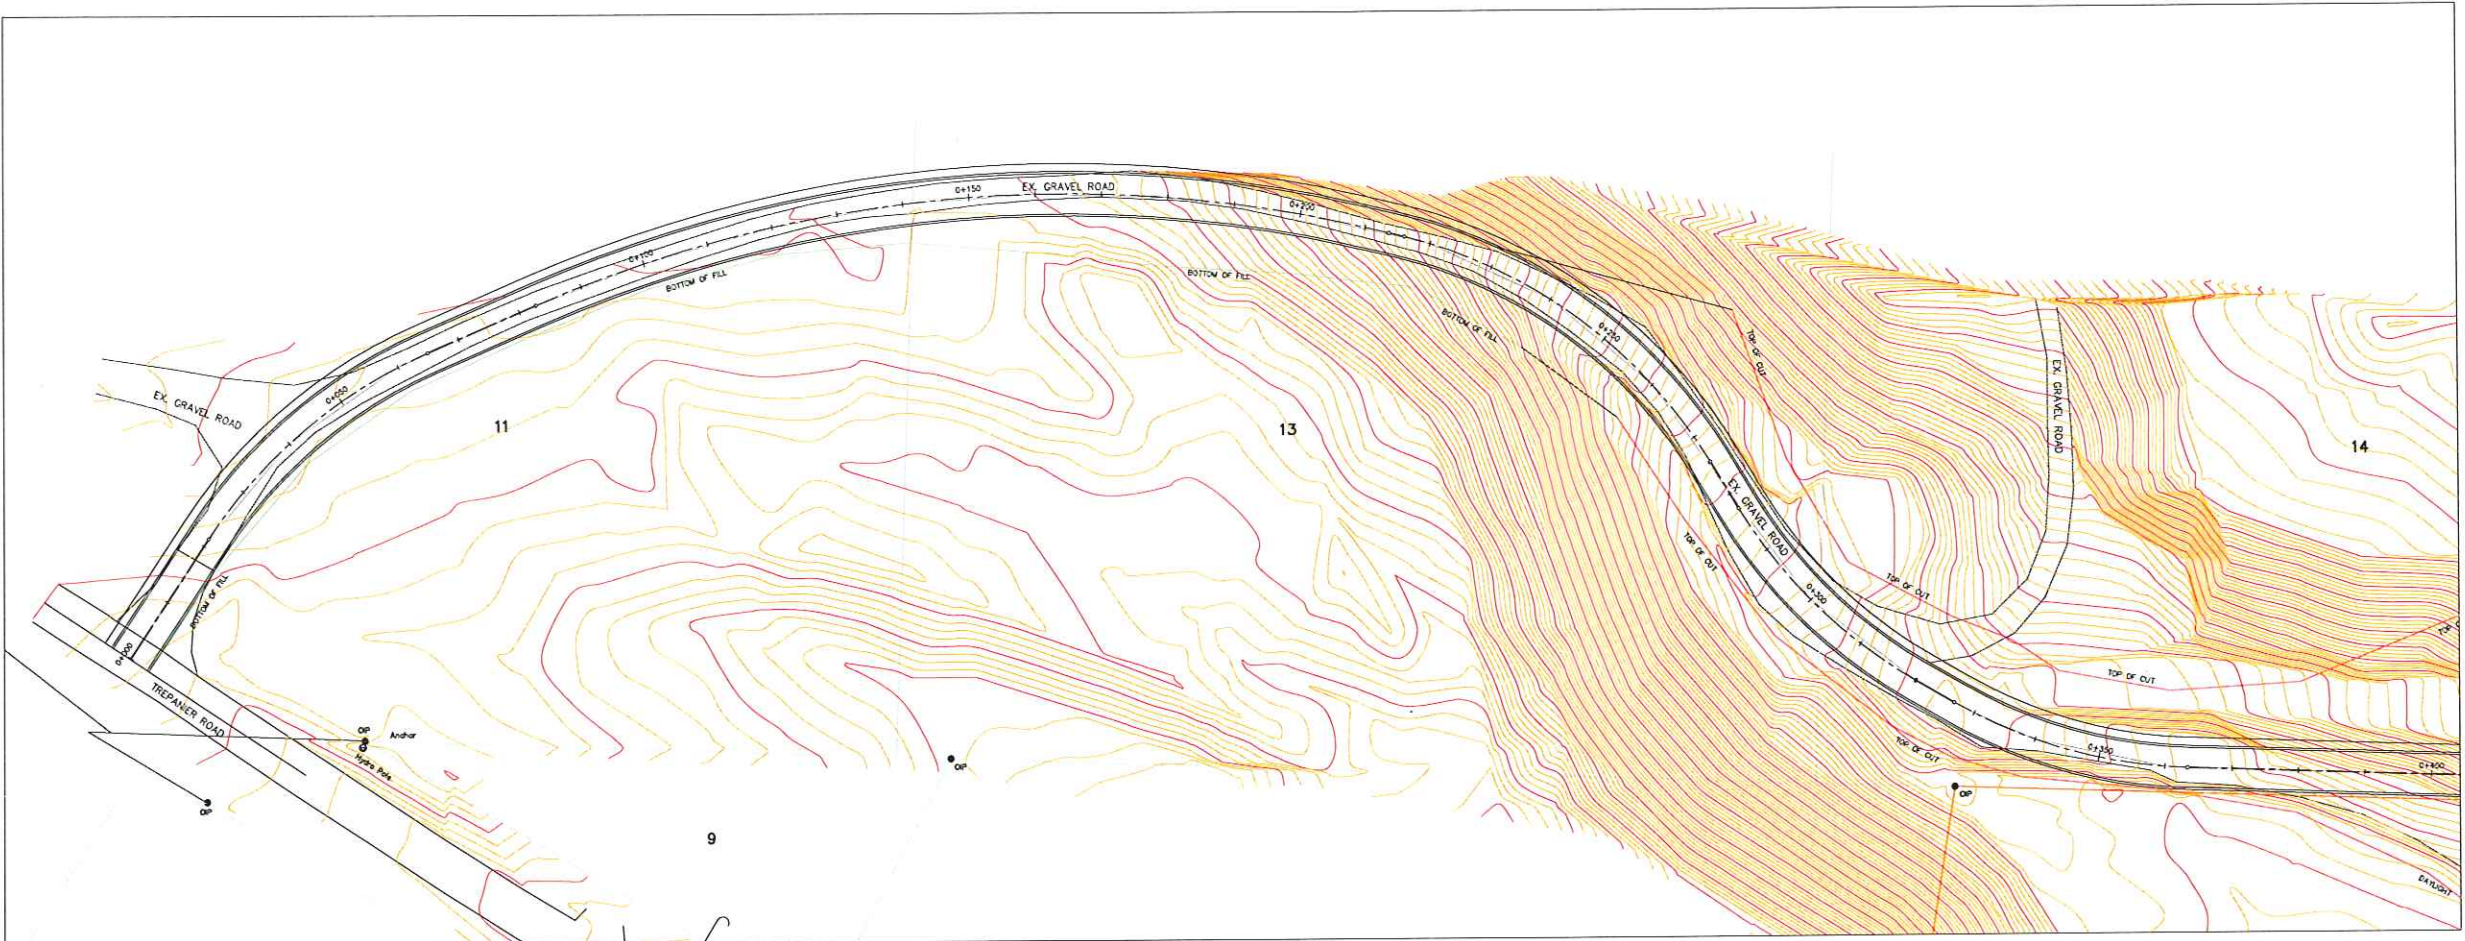 0+150
EX. GRAVEL ROAD
0+200
0+100
BOTTOM OF FILL
BOTTOM OF FILL
BOTTOM OF FILL
0+250
TOP OF CUT
EX. GRAVEL ROAD
0+050
EX. GRAVEL ROAD
11
13
14
EX. GRAVEL ROAD
TOP OF CUT
TOP OF CUT
0+300
BOTTOM OF FILL
0+000
TREPANIER ROAD
TOP OF CUT
TOP OF CUT
0+350
0+400
OIP
Anchor
Hydro Pole
OIP
OIP
OIP
9
DAYLIGHT